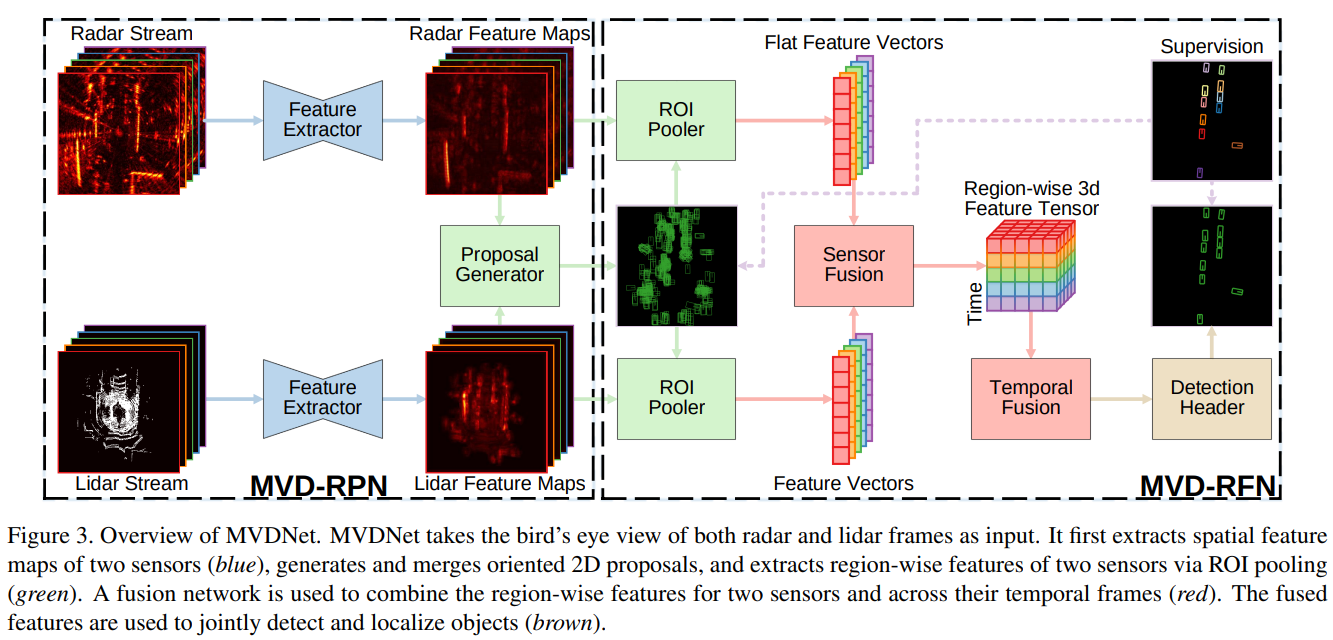 Radar Stream
Radar Feature Maps
Flat Feature Vectors
Supervision
Feature
Extractor
ROI
Pooler
Region-wise 3d
Feature Tensor
Proposal
Generator
Sensor
Fusion
Time
Feature
Extractor
ROI
Pooler
Temporal
Fusion
Detection
Header
Lidar Stream
MVD-RPN
Lidar Feature Maps
Feature Vectors
MVD-RFN
Figure 3. Overview of MVDNet. MVDNet takes the bird's eye view of both radar and lidar frames as input. It first extracts spatial feature
maps of two sensors (blue), generates and merges oriented 2D proposals, and extracts region-wise features of two sensors via ROI pooling
(green). A fusion network is used to combine the region-wise features for two sensors and across their temporal frames (red). The fused
features are used to jointly detect and localize objects (brown).